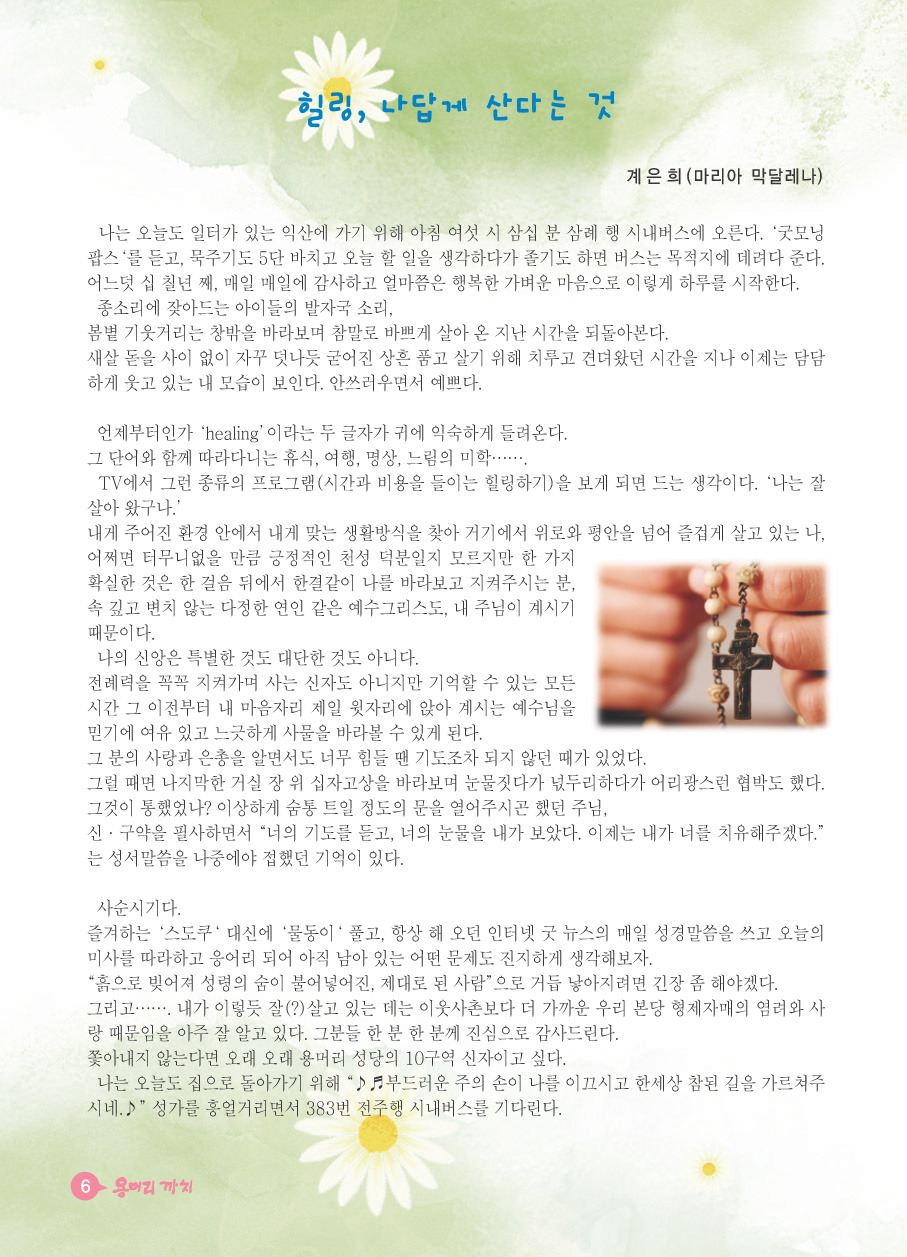 힐링, 나답게 산다는 것
계은희(마리아 막달레나)
나는 오늘도 일터가 있는 익산에 가기 위해 아침 여섯 시 삼십 분 삼례 행 시내버스에 오른다. ‘굿모닝
팝스‘를 듣고, 묵주기도 5단 바치고 오늘 할 일을 생각하다가 졸기도 하면 버스는 목적지에 데려다 준다.
어느덧 십 칠년 째, 매일 매일에 감사하고 얼마쯤은 행복한 가벼운 마음으로 이렇게 하루를 시작한다.
종소리에 잦아드는 아이들의 발자국 소리,
봄볕 기웃거리는 창밖을 바라보며 참말로 바쁘게 살아 온 지난 시간을 되돌아본다.
새살 돋을 사이 없이 자꾸 덧나듯 굳어진 상흔 품고 살기 위해 치루고 견뎌왔던 시간을 지나 이제는 담담
하게 웃고 있는 내 모습이 보인다. 안쓰러우면서 예쁘다.
언제부터인가 ‘healing’이라는 두 글자가 귀에 익숙하게 들려온다.
그 단어와 함께 따라다니는 휴식, 여행, 명상, 느림의 미학…….
TV에서 그런 종류의 프로그램(시간과 비용을 들이는 힐링하기)을 보게 되면 드는 생각이다. ‘나는 잘
살아 왔구나.’
내게 주어진 환경 안에서 내게 맞는 생활방식을 찾아 거기에서 위로와 평안을 넘어 즐겁게 살고 있는 나,
어쩌면 터무니없을 만큼 긍정적인 천성 덕분일지 모르지만 한 가지
확실한 것은 한 걸음 뒤에서 한결같이 나를 바라보고 지켜주시는 분,
속 깊고 변치 않는 다정한 연인 같은 예수그리스도, 내 주님이 계시기
때문이다.
나의 신앙은 특별한 것도 대단한 것도 아니다.
전례력을 꼭꼭 지켜가며 사는 신자도 아니지만 기억할 수 있는 모든
시간 그 이전부터 내 마음자리 제일 윗자리에 앉아 계시는 예수님을
믿기에 여유 있고 느긋하게 사물을 바라볼 수 있게 된다.
그 분의 사랑과 은총을 알면서도 너무 힘들 땐 기도조차 되지 않던 때가 있었다.
그럴 때면 나지막한 거실 장 위 십자고상을 바라보며 눈물짓다가 넋두리하다가 어리광스런 협박도 했다.
그것이 통했었나? 이상하게 숨통 트일 정도의 문을 열어주시곤 했던 주님,
신·구약을 필사하면서 “너의 기도를 듣고, 너의 눈물을 내가 보았다. 이제는 내가 너를 치유해주겠다.”
는 성서말씀을 나중에야 접했던 기억이 있다.
사순시기다.
즐겨하는 ‘스도쿠‘ 대신에 ‘물동이‘ 풀고, 항상 해 오던 인터넷 굿 뉴스의 매일 성경말씀을 쓰고 오늘의
미사를 따라하고 응어리 되어 아직 남아 있는 어떤 문제도 진지하게 생각해보자.
“흙으로 빚어져 성령의 숨이 불어넣어진, 제대로 된 사람”으로 거듭 낳아지려면 긴장 좀 해야겠다.
그리고……. 내가 이렇듯 잘(?)살고 있는 데는 이웃사촌보다 더 가까운 우리 본당 형제자매의 염려와 사
랑 때문임을 아주 잘 알고 있다. 그분들 한 분 한 분께 진심으로 감사드린다.
쫓아내지 않는다면 오래 오래 용머리 성당의 10구역 신자이고 싶다.
나는 오늘도 집으로 돌아가기 위해 “♪♬부드러운 주의 손이 나를 이끄시고 한세상 참된 길을 가르쳐주
시네.♪” 성가를 흥얼거리면서 383번 전주행 시내버스를 기다린다.
6 용머리 까치